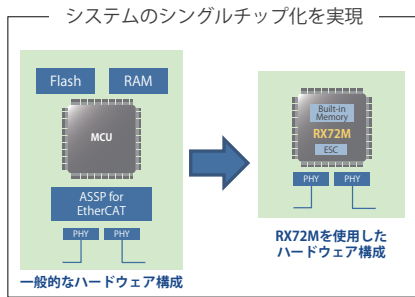 システムのシングルチップ化を実現
Flash
RAM
MCU
ASSP for
EtherCAT
PHY
PHY
一般的なハードウェア構成
Built-in
Memory
RX72M
ESC
PHY
PHY
RX72Mを使用した
ハードウェア構成